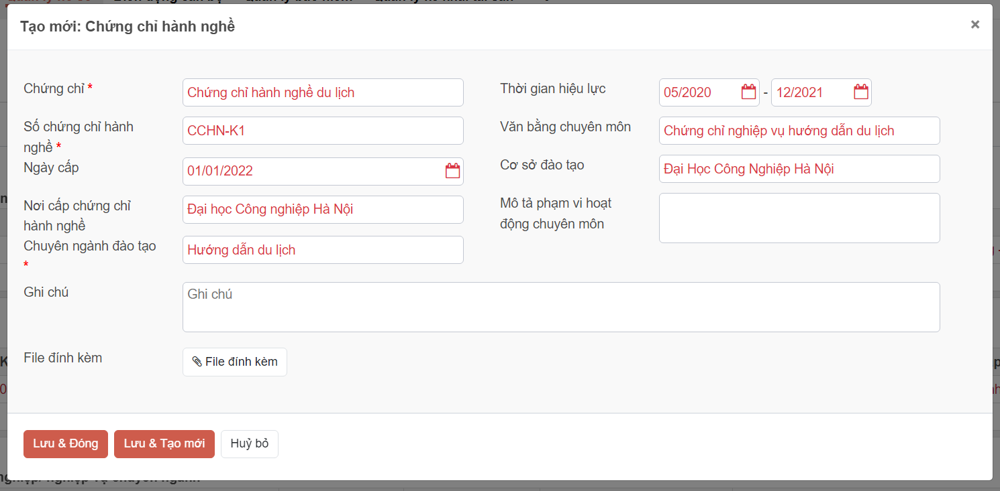 Tạo mới: Chứng chỉ hành nghề
×
Chứng chỉ *
Chứng chỉ hành nghề du lịch
Thời gian hiệu lực
05/2020 - 12/2021
Số chứng chỉ hành
nghề *
CCHN-K1
Văn bằng chuyên môn
Chứng chỉ nghiệp vụ hướng dẫn du lịch
Ngày cấp
01/01/2022
Cơ sở đào tạo
Đại Học Công Nghiệp Hà Nội
Nơi cấp chứng chỉ
hành nghề
Đại học Công nghiệp Hà Nội
Mô tả phạm vi hoạt
động chuyên môn
Chuyên ngành đào tạo
*
Hướng dẫn du lịch
Ghi chú
Ghi chú
File đính kèm
File đính kèm
Lưu & Đóng
Lưu & Tạo mới
Huỷ bỏ